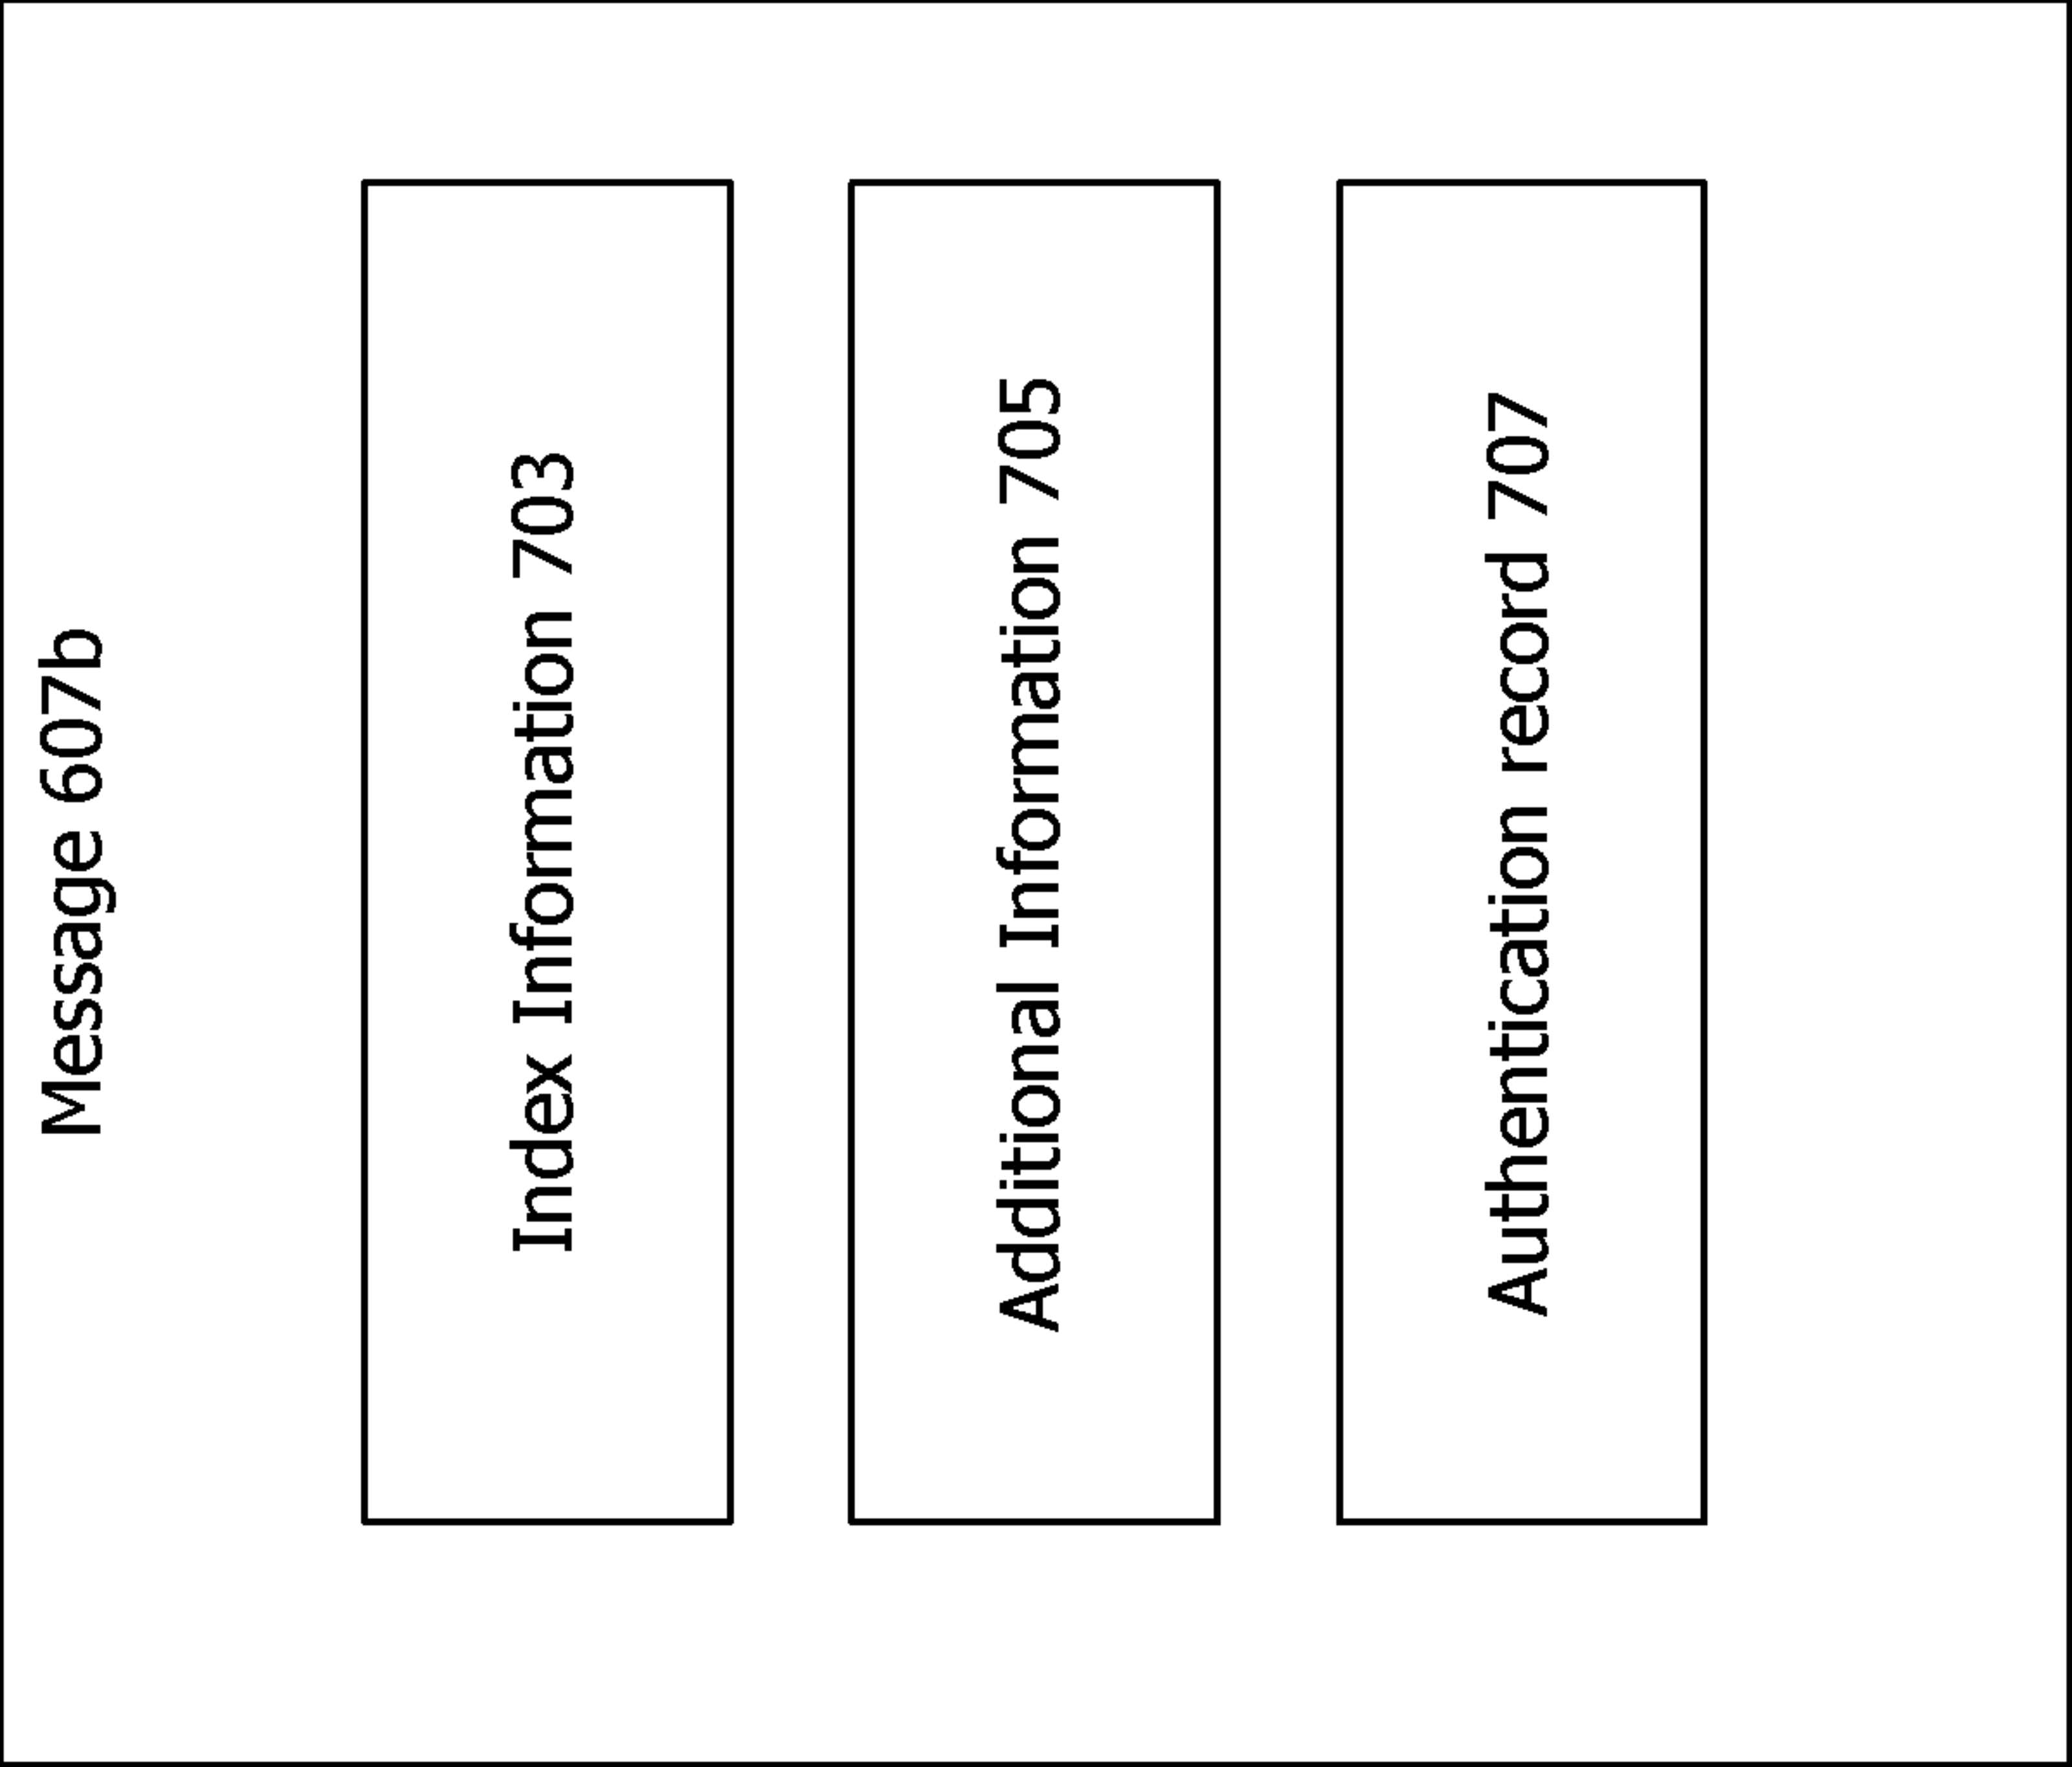 Message 607b
Index Information 703
Additional Information 705
Authentication record 707